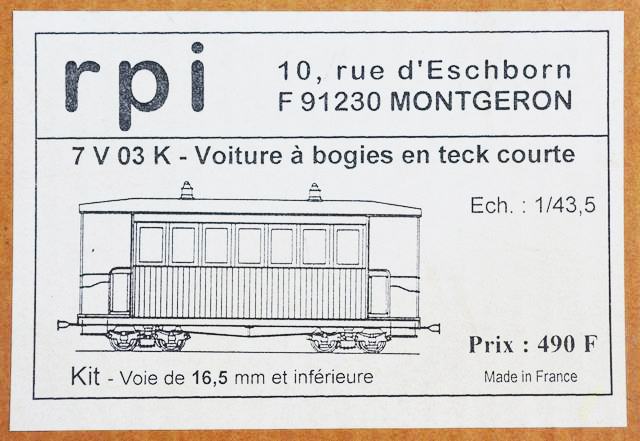 rpi
10, rue d'Eschborn
F 91230 MONTGERON
7 V 03 K - Voiture à bogies en teck courte
Ech. : 1/43,5
Prix : 490 F
Kit - Voie de 16,5 mm et inférieure
Made in France